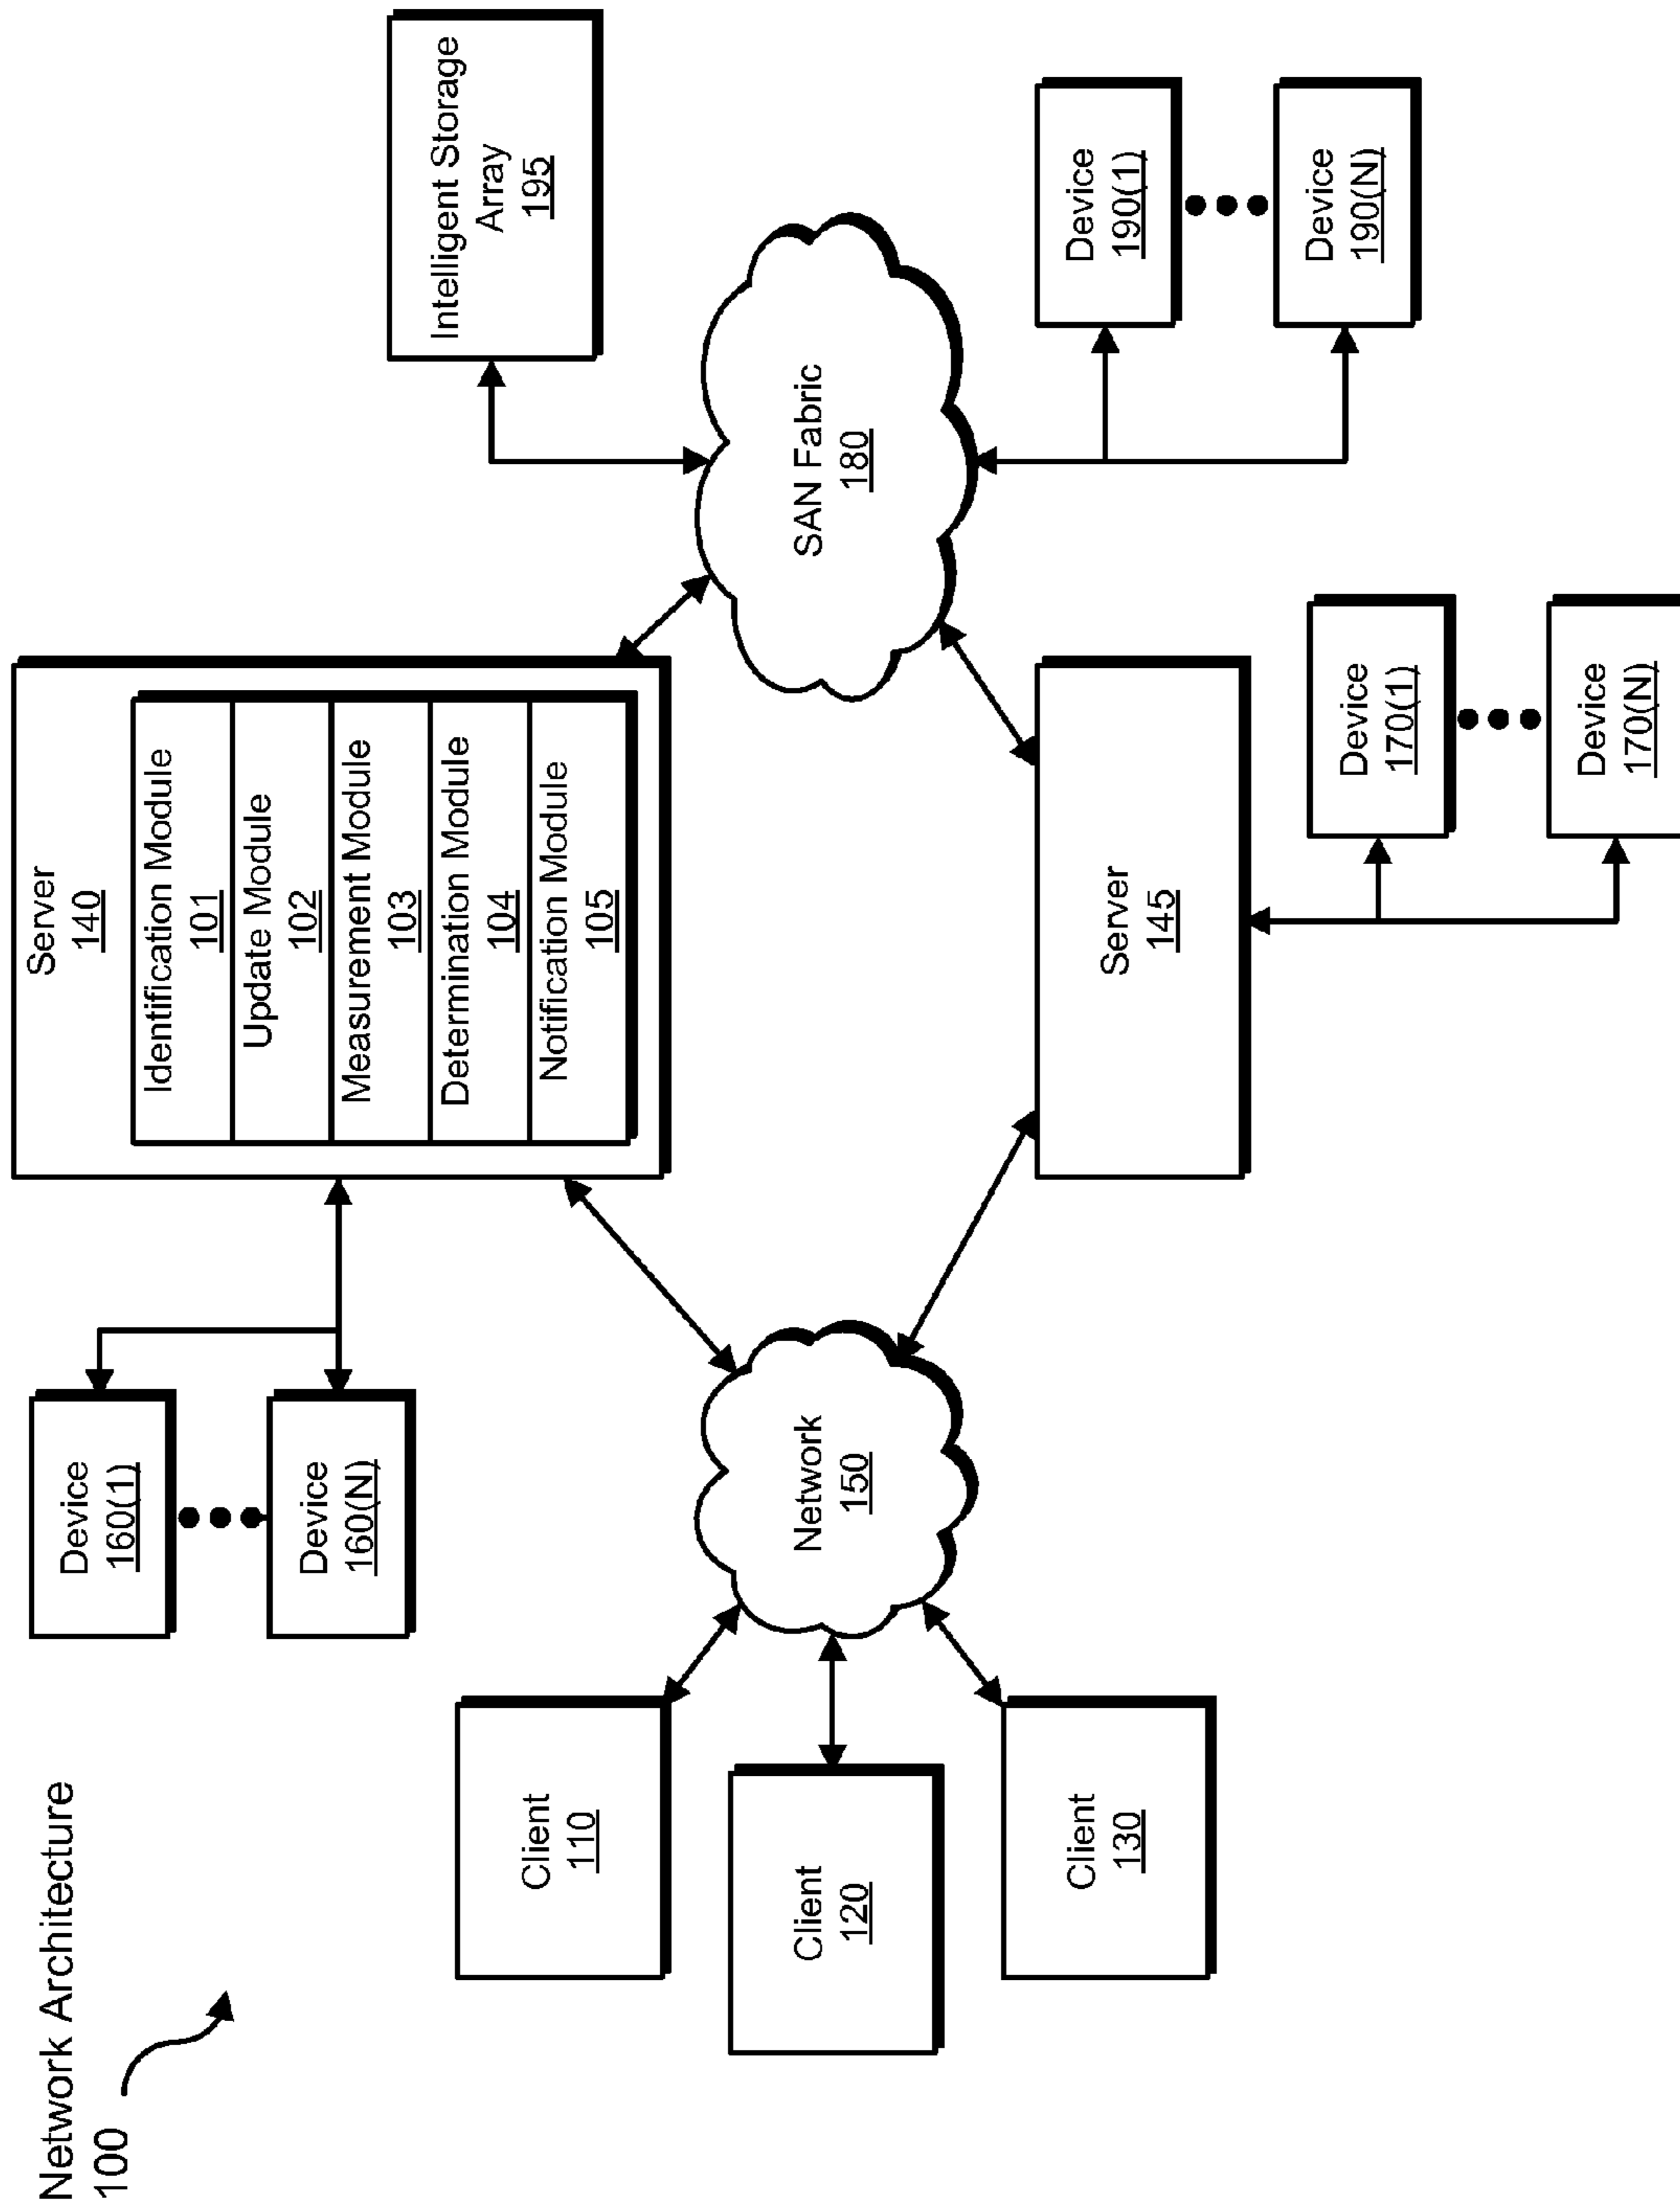 Network Architecture
100
Device
160(1)
Device
160(N)
Server
140
Identification Module
101
Update Module
102
Measurement Module
103
Determination Module
104
Notification Module
105
Intelligent Storage
Array
195
Client
110
Client
120
Client
130
Network
150
SAN Fabric
180
Server
145
Device
190(1)
Device
190(N)
Device
170(1)
Device
170(N)